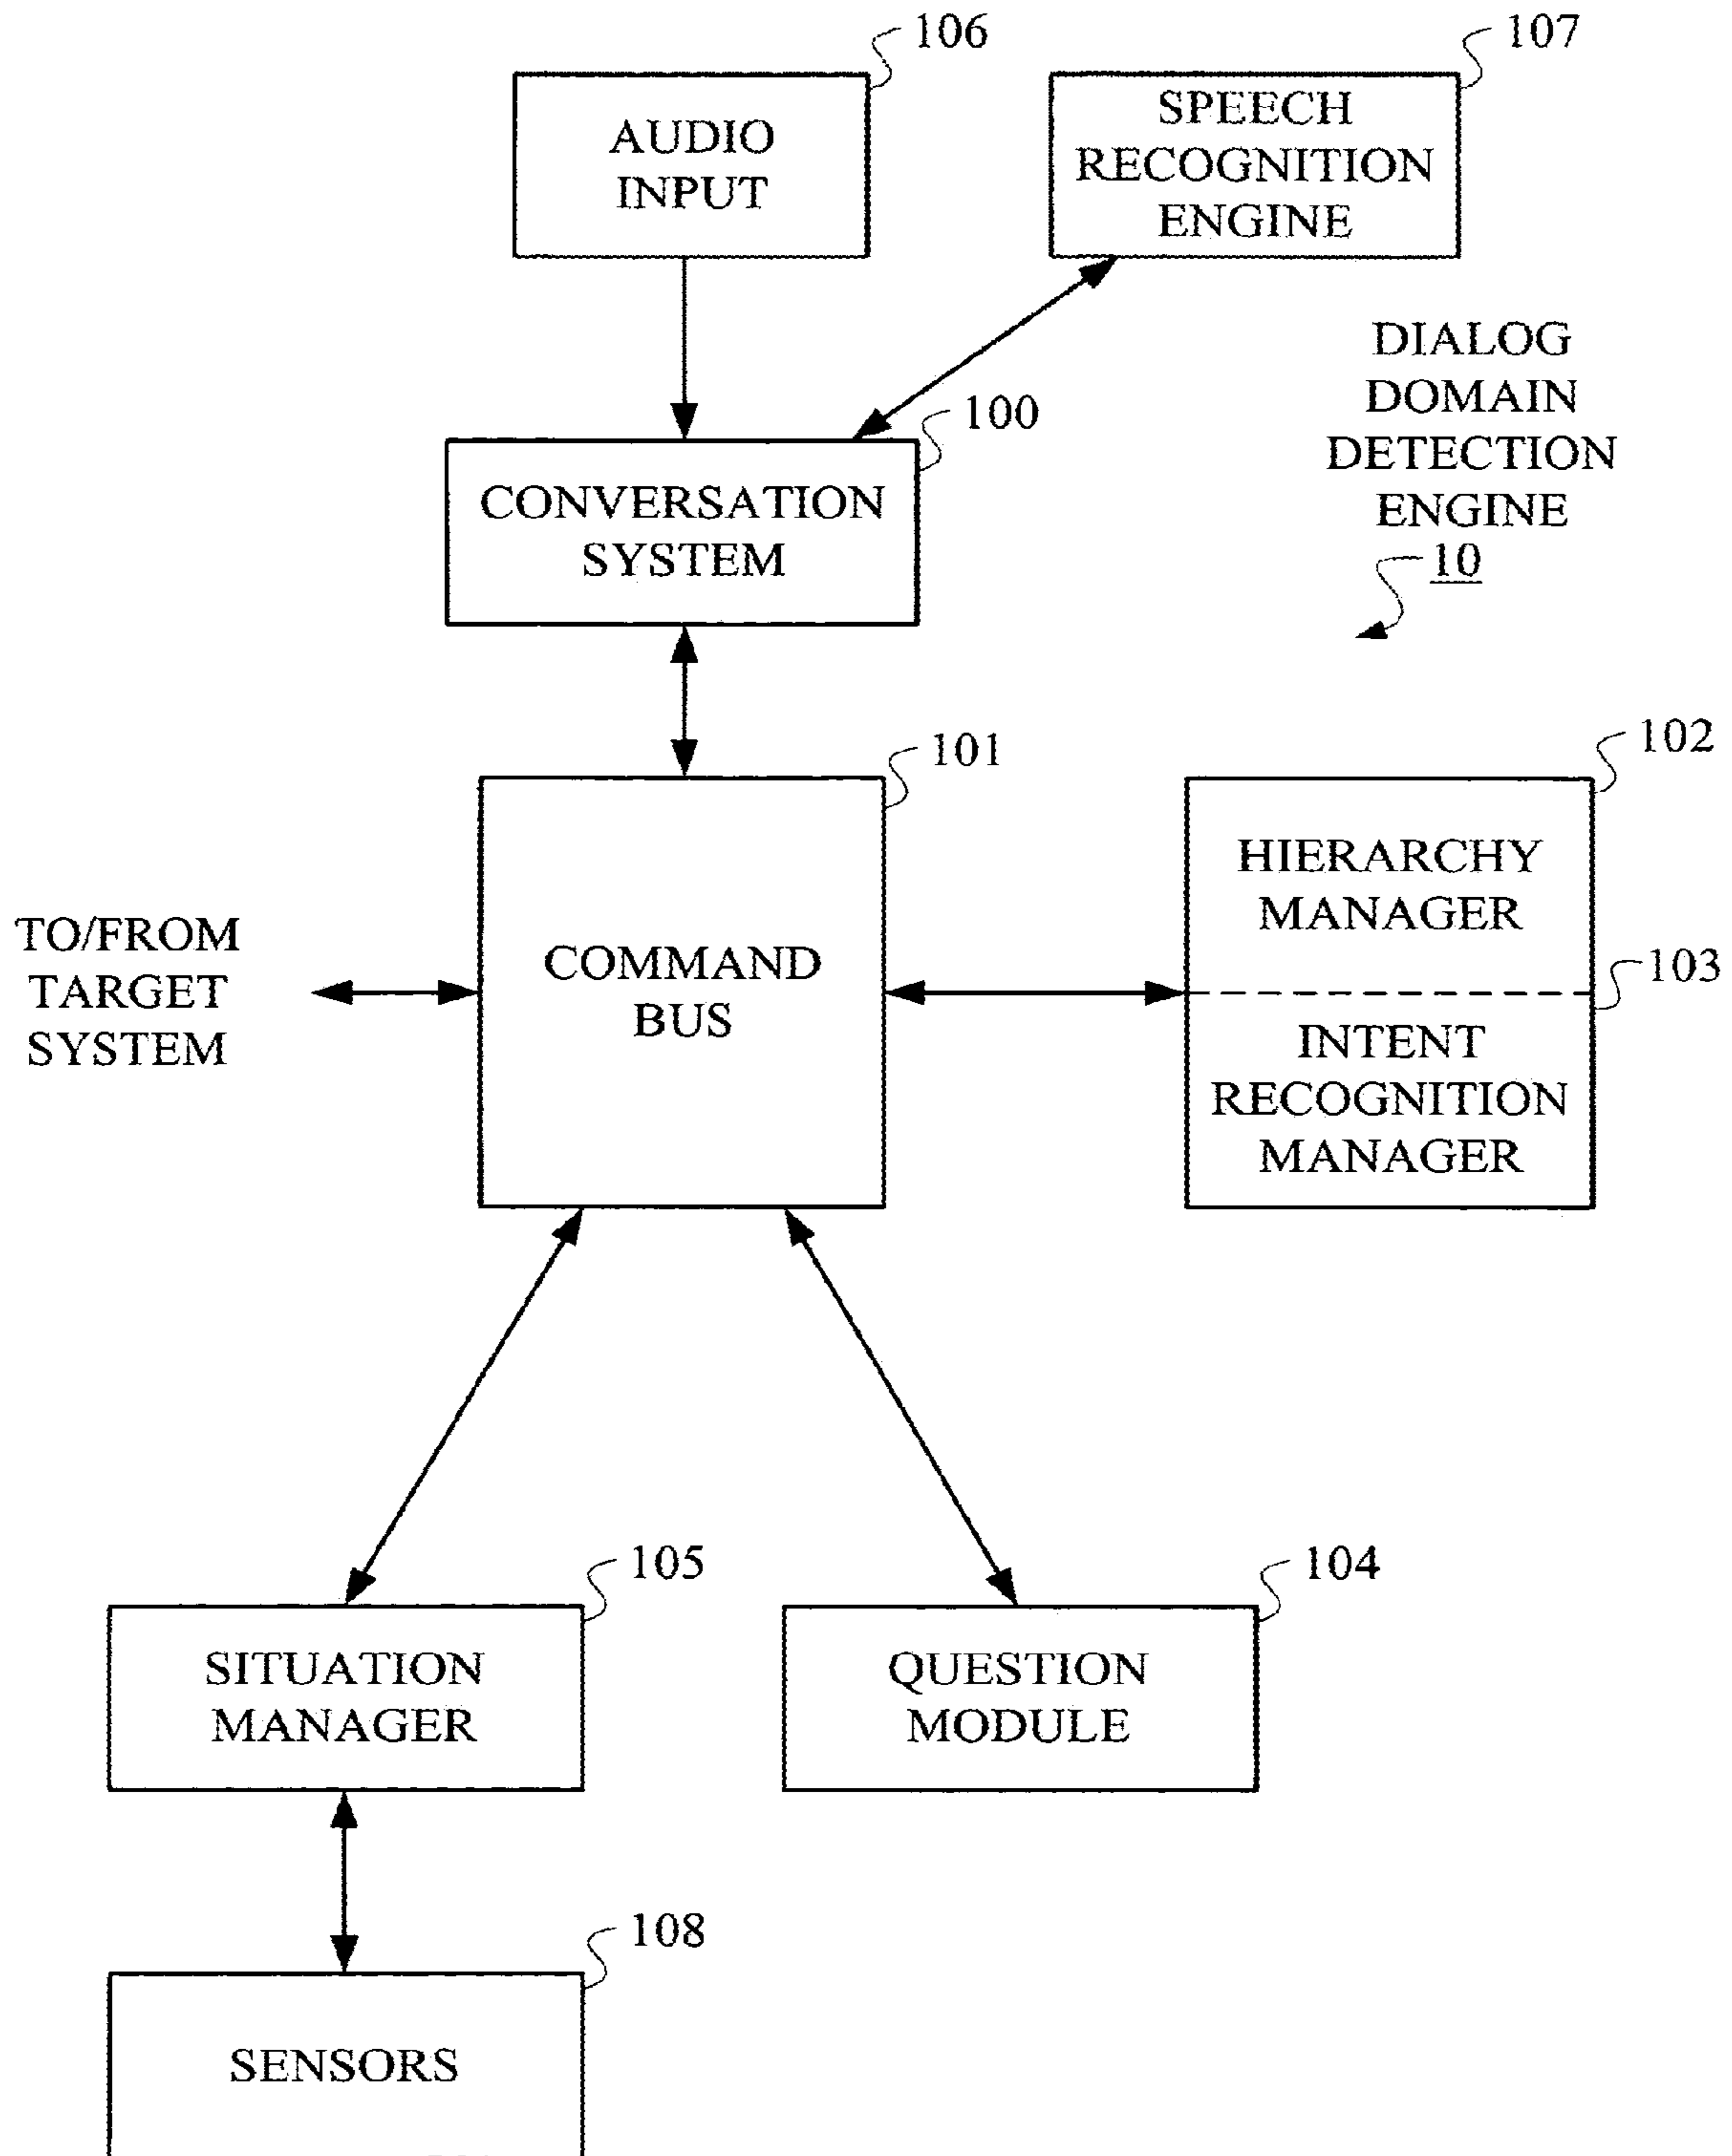 106
107
AUDIO
INPUT
SPEECH
RECOGNITION
ENGINE
DIALOG
DOMAIN
DETECTION
ENGINE
10
100
CONVERSATION
SYSTEM
101
102
COMMAND
BUS
HIERARCHY
MANAGER
103
INTENT
RECOGNITION
MANAGER
TO/FROM
TARGET
SYSTEM
105
104
SITUATION
MANAGER
QUESTION
MODULE
108
SENSORS